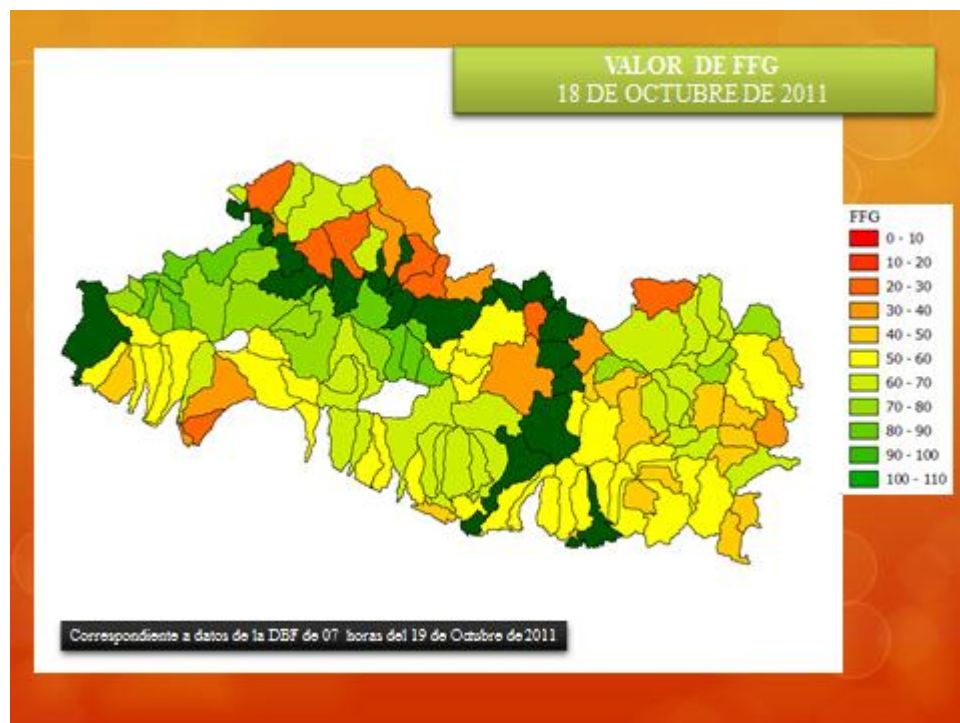 VALOR DE FFG
18 DE OCTUBRE DE 2011
FFG
0 - 10
10 - 20
20 - 30
30 - 40
40 - 50
50 - 60
60 - 70
70 - 80
80 - 90
90 - 100
100 - 110
Correspondiente a datos de la DBF de 07 horas del 19 de Octubre de 2011